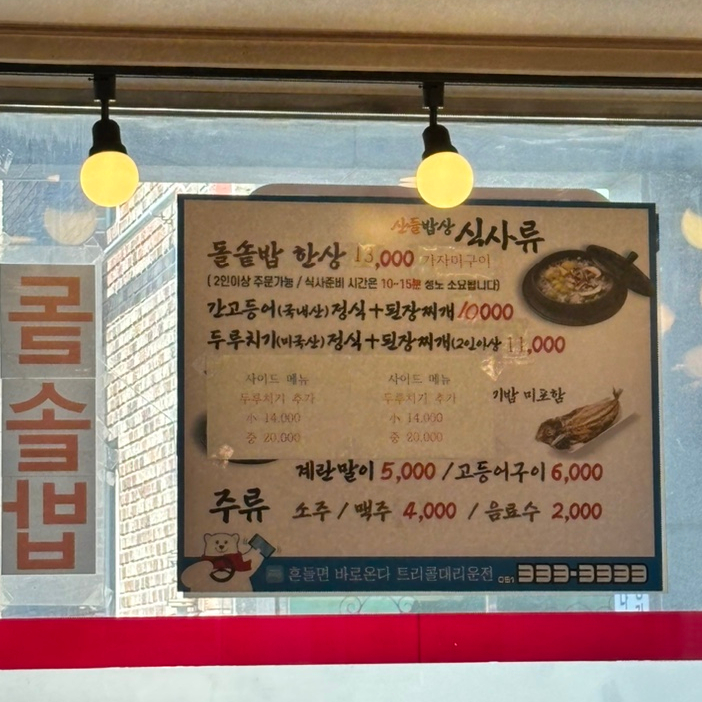 산들밥상 식사류
돌솥밥 한상 13,000 가자미구이
( 2인이상 주문가능 / 식사준비 시간은 10~15분 정도 소요됩니다)
간고등어(국내산)정식+된장찌개 10000
두루치기(미국산)정식+된장찌개(2인이상 11,000
사이드 메뉴 사이드 메뉴
두루치기 추가 두루치기 추가
小 14.000 小 14.000
중 20.000 중 20.000
기밥 미포함
계란말이 5,000 / 고등어구이 6,000
주류 소주 / 맥주 4,000 / 음료수 2,000
흔들면 바로온다 트리콜대리운전 051 333-3333
돌
솥
밥